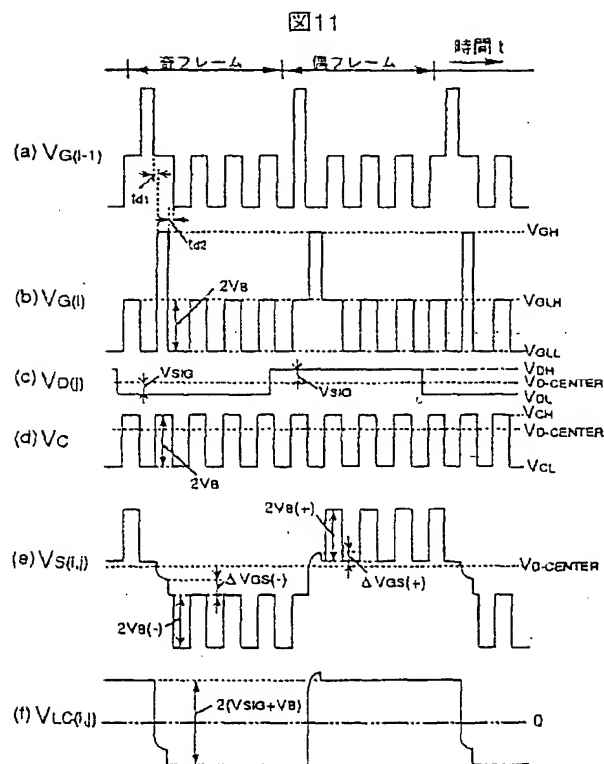 図11
奇フレーム 偶フレーム 時間 t
(a) VG(i-1)
td1
td2
VGH
(b) VG(i)
2VB
VGLH
VGLL
(c) VD(j)
VSIG
VSIG
VDH
VD-CENTER
VDL
(d) VC
2VB
VCH
VD-CENTER
VCL
2VB(+)
(e) VS(i,j)
VD-CENTER
ΔVGS(-)
ΔVGS(+)
2VB(-)
(f) VLC(i,j)
2(VSIG+VB)
0